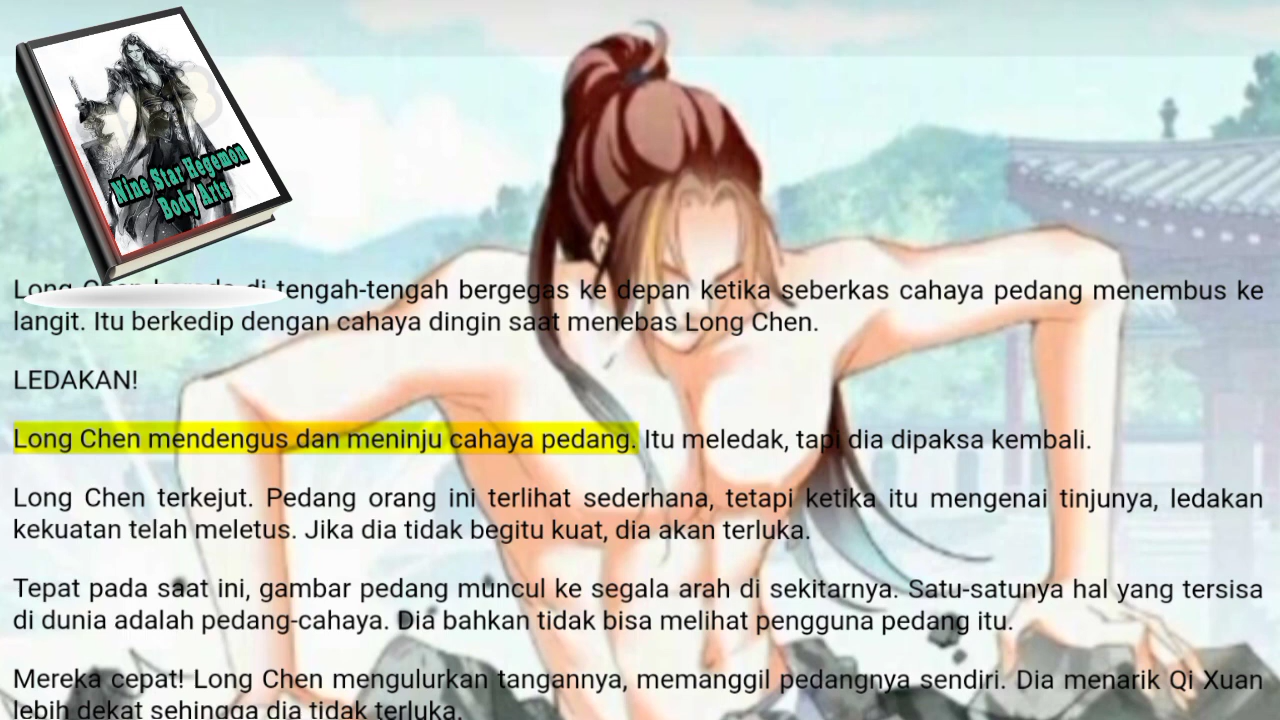 Nine Star Hegemon
Body Arts
Long Chen berada di tengah-tengah bergegas ke depan ketika seberkas cahaya pedang menembus ke
langit. Itu berkedip dengan cahaya dingin saat menebas Long Chen.
LEDAKAN!
Long Chen mendengus dan meninju cahaya pedang. Itu meledak, tapi dia dipaksa kembali.
Long Chen terkejut. Pedang orang ini terlihat sederhana, tetapi ketika itu mengenai tinjunya, ledakan
kekuatan telah meletus. Jika dia tidak begitu kuat, dia akan terluka.
Tepat pada saat ini, gambar pedang muncul ke segala arah di sekitarnya. Satu-satunya hal yang tersisa
di dunia adalah pedang-cahaya. Dia bahkan tidak bisa melihat pengguna pedang itu.
Mereka cepat! Long Chen mengulurkan tangannya, memanggil pedangnya sendiri. Dia menarik Qi Xuan
lebih dekat sehingga dia tidak terluka.